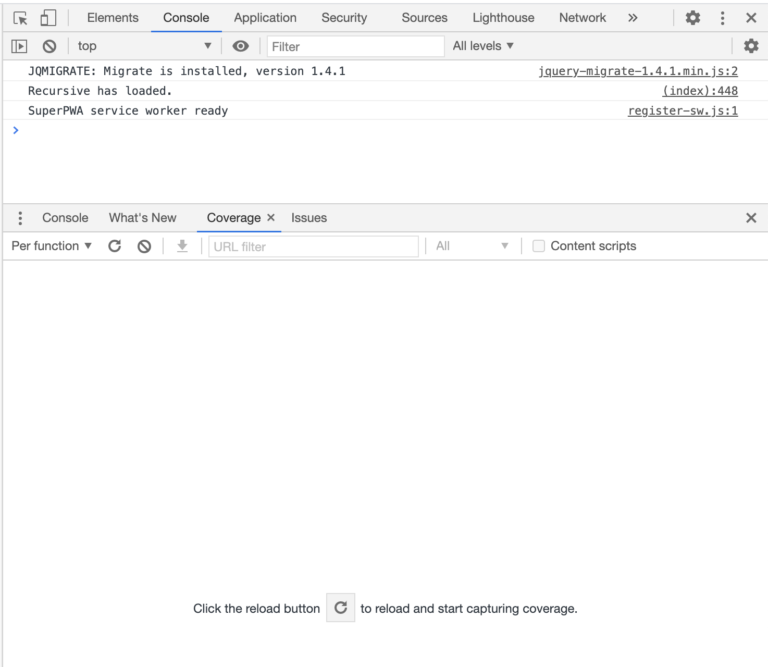 Elements Console Application Security Sources Lighthouse Network »
top ▼ Filter All levels ▼
JQMIGRATE: Migrate is installed, version 1.4.1 jquery-migrate-1.4.1.min.js:2
Recursive has loaded. (index):448
SuperPWA service worker ready register-sw.js:1
>
Console What's New Coverage × Issues
Per function ▼ URL filter All ▼ Content scripts
Click the reload button to reload and start capturing coverage.